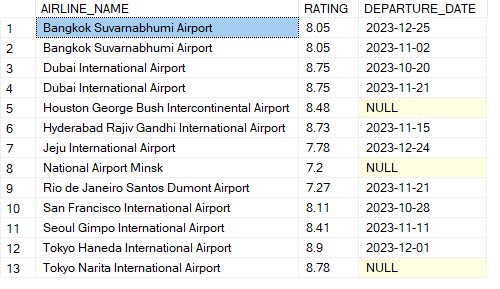 AIRLINE_NAME RATING DEPARTURE_DATE
1 Bangkok Suvarnabhumi Airport 8.05 2023-12-25
2 Bangkok Suvarnabhumi Airport 8.05 2023-11-02
3 Dubai International Airport 8.75 2023-10-20
4 Dubai International Airport 8.75 2023-11-21
5 Houston George Bush Intercontinental Airport 8.48 NULL
6 Hyderabad Rajiv Gandhi International Airport 8.73 2023-11-15
7 Jeju International Airport 7.78 2023-12-24
8 National Airport Minsk 7.2 NULL
9 Rio de Janeiro Santos Dumont Airport 7.27 2023-11-21
10 San Francisco International Airport 8.11 2023-10-28
11 Seoul Gimpo International Airport 8.41 2023-11-11
12 Tokyo Haneda International Airport 8.9 2023-12-01
13 Tokyo Narita International Airport 8.78 NULL